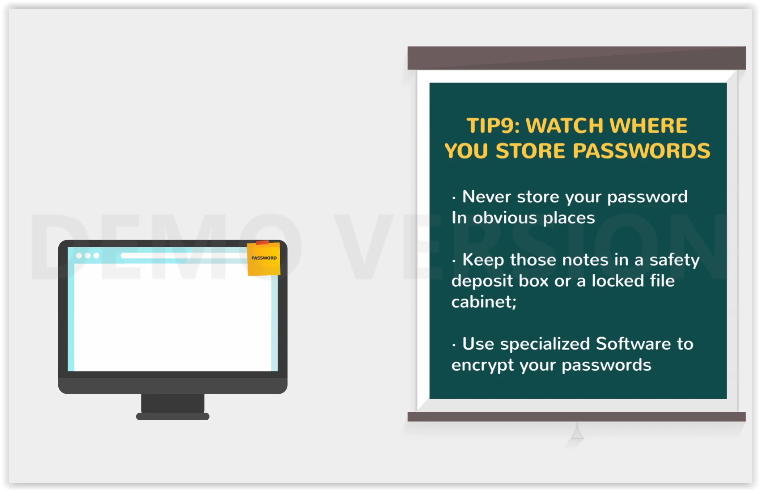 TIP9: WATCH WHERE
YOU STORE PASSWORDS
· Never store your password
In obvious places
· Keep those notes in a safety
deposit box or a locked file
cabinet;
· Use specialized Software to
encrypt your passwords
DEMO VERSION
PASSWORD